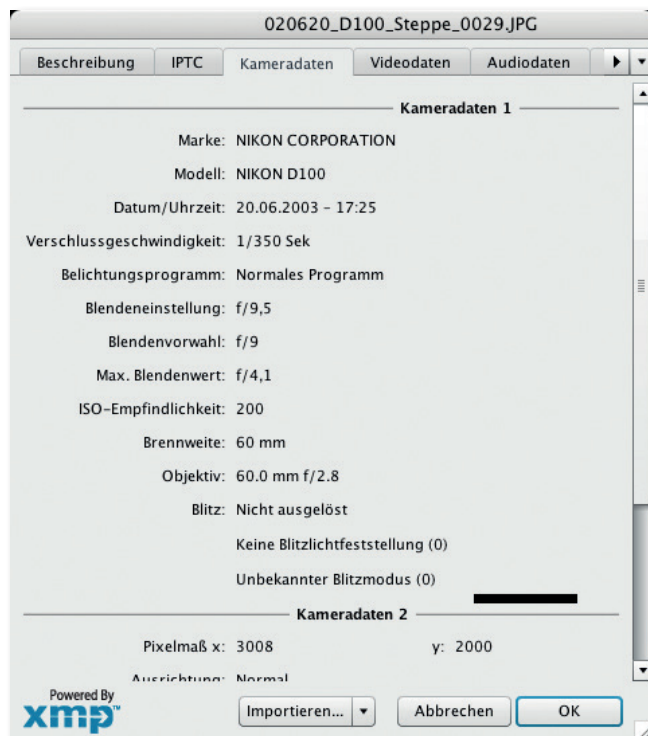 020620_D100_Steppe_0029.JPG
Beschreibung IPTC Kameradaten Videodaten Audiodaten
Kameradaten 1
Marke: NIKON CORPORATION
Modell: NIKON D100
Datum/Uhrzeit: 20.06.2003 – 17:25
Verschlussgeschwindigkeit: 1/350 Sek
Belichtungsprogramm: Normales Programm
Blendeneinstellung: f/9,5
Blendenvorwahl: f/9
Max. Blendenwert: f/4,1
ISO-Empfindlichkeit: 200
Brennweite: 60 mm
Objektiv: 60.0 mm f/2.8
Blitz: Nicht ausgelöst
Keine Blitzlichtfeststellung (0)
Unbekannter Blitzmodus (0)
Kameradaten 2
Pixelmaß x: 3008 y: 2000
Ausrichtung: Normal
Powered By
xmp™
Importieren... Abbrechen OK